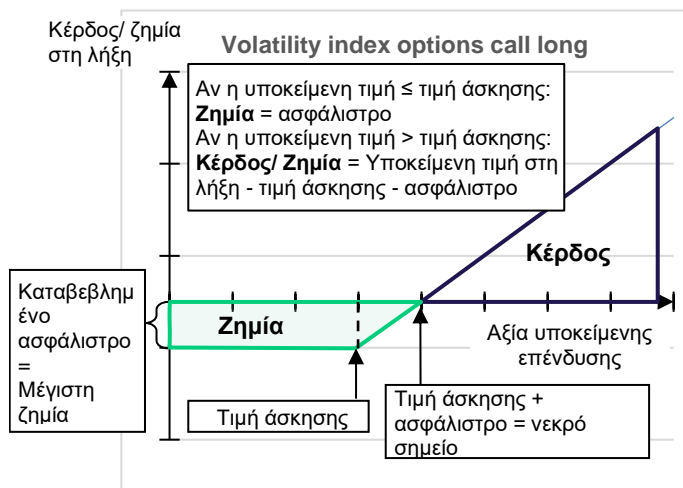 Κέρδος/ ζημία
στη λήξη
Volatility index options call long
Αν η υποκείμενη τιμή ≤ τιμή άσκησης:
Ζημία = ασφάλιστρο
Αν η υποκείμενη τιμή > τιμή άσκησης:
Κέρδος/ Ζημία = Υποκείμενη τιμή στη
λήξη - τιμή άσκησης - ασφάλιστρο
Κέρδος
Καταβεβλημ
ένο
ασφάλιστρο
=
Μέγιστη
ζημία
Ζημία
Αξία υποκείμενης
επένδυσης
Τιμή άσκησης
Τιμή άσκησης +
ασφάλιστρο = νεκρό
σημείο